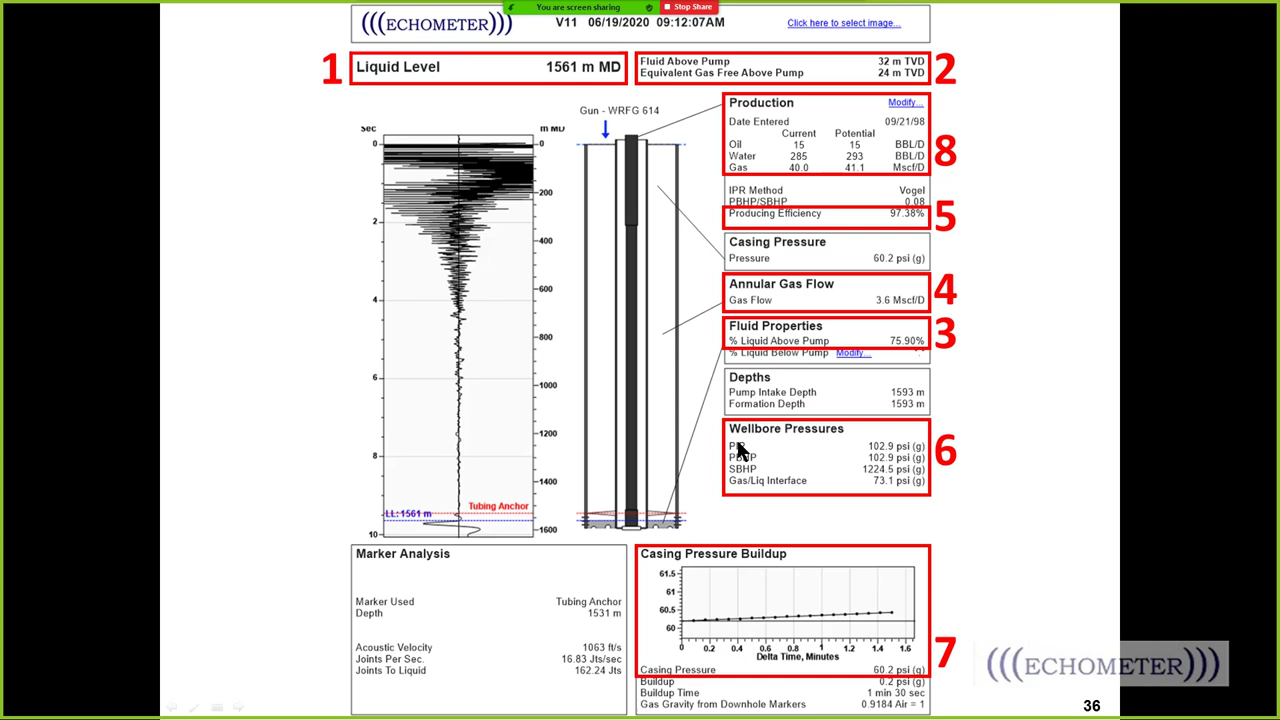 You are screen sharing
Stop Share
(((ECHOMETER)))
V11 06/19/2020 09:12:07AM
Click here to select image...
1
Liquid Level 1561 m MD
Fluid Above Pump 32 m TVD
Equivalent Gas Free Above Pump 24 m TVD
2
Gun - WRFG 614
Sec
m MD
0
2
4
6
8
10
0
200
400
600
800
1000
1200
1400
1600
Tubing Anchor
LL: 1561 m
Production Modify...
Date Entered 09/21/98
Current Potential
Oil 15 15 BBL/D
Water 285 293 BBL/D
Gas 40.0 41.1 Mscf/D
8
IPR Method Vogel
PBHP/SBHP 0.08
Producing Efficiency 97.38%
5
Casing Pressure
Pressure 60.2 psi (g)
Annular Gas Flow
Gas Flow 3.6 Mscf/D
4
Fluid Properties
% Liquid Above Pump 75.90%
% Liquid Below Pump Modify...
3
Depths
Pump Intake Depth 1593 m
Formation Depth 1593 m
Wellbore Pressures
102.9 psi (g)
102.9 psi (g)
SBHP 1224.5 psi (g)
Gas/Liq Interface 73.1 psi (g)
6
Marker Analysis
Marker Used Tubing Anchor
Depth 1531 m
Acoustic Velocity 1063 ft/s
Joints Per Sec. 16.83 Jts/sec
Joints To Liquid 162.24 Jts
Casing Pressure Buildup
61.5
61
60.5
60
0 0.2 0.4 0.6 0.8 1 1.2 1.4 1.6
Delta Time, Minutes
Casing Pressure 60.2 psi (g)
Buildup 0.2 psi (g)
Buildup Time 1 min 30 sec
Gas Gravity from Downhole Markers 0.9184 Air = 1
7
(((ECHOMETER)))
36